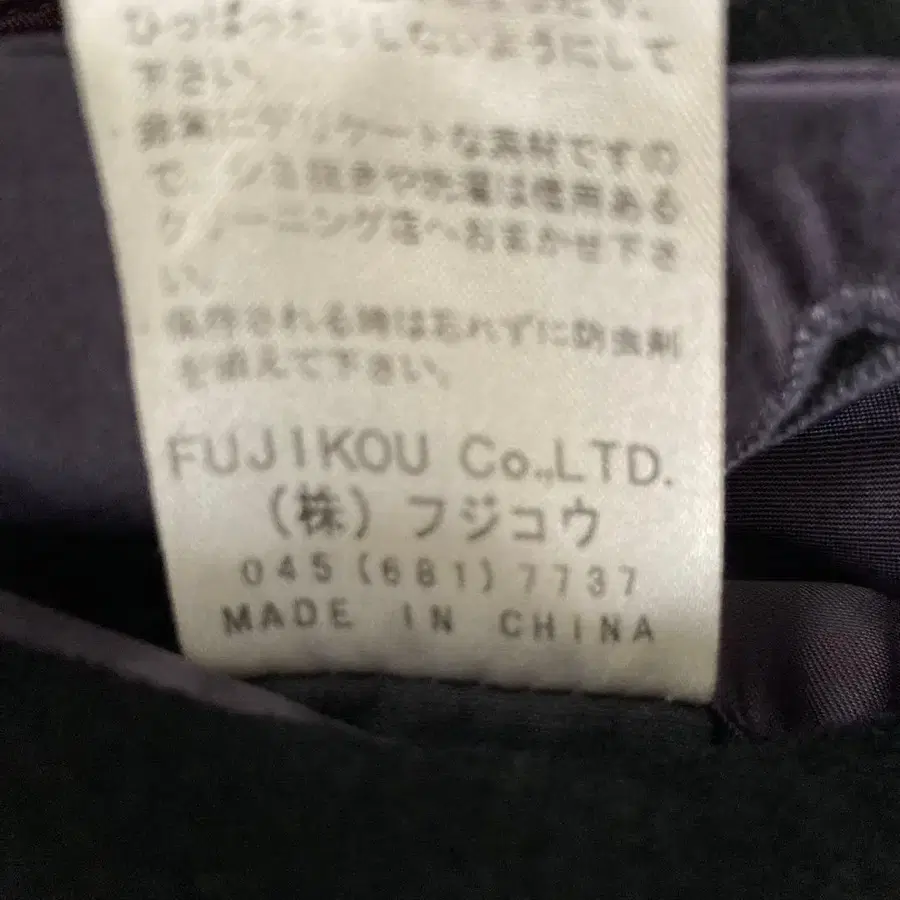 ひっぱったりしないようにして
下さい。
非常にデリケートな素材ですの
で、シミ抜きや洗濯は信用ある
クリーニング店へおまかせ下さ
い。
保存される時は忘れずに防虫剤
を添えて下さい。
FUJIKOU Co.,LTD.
(株)フジコウ
045(681)7737
MADE IN CHINA